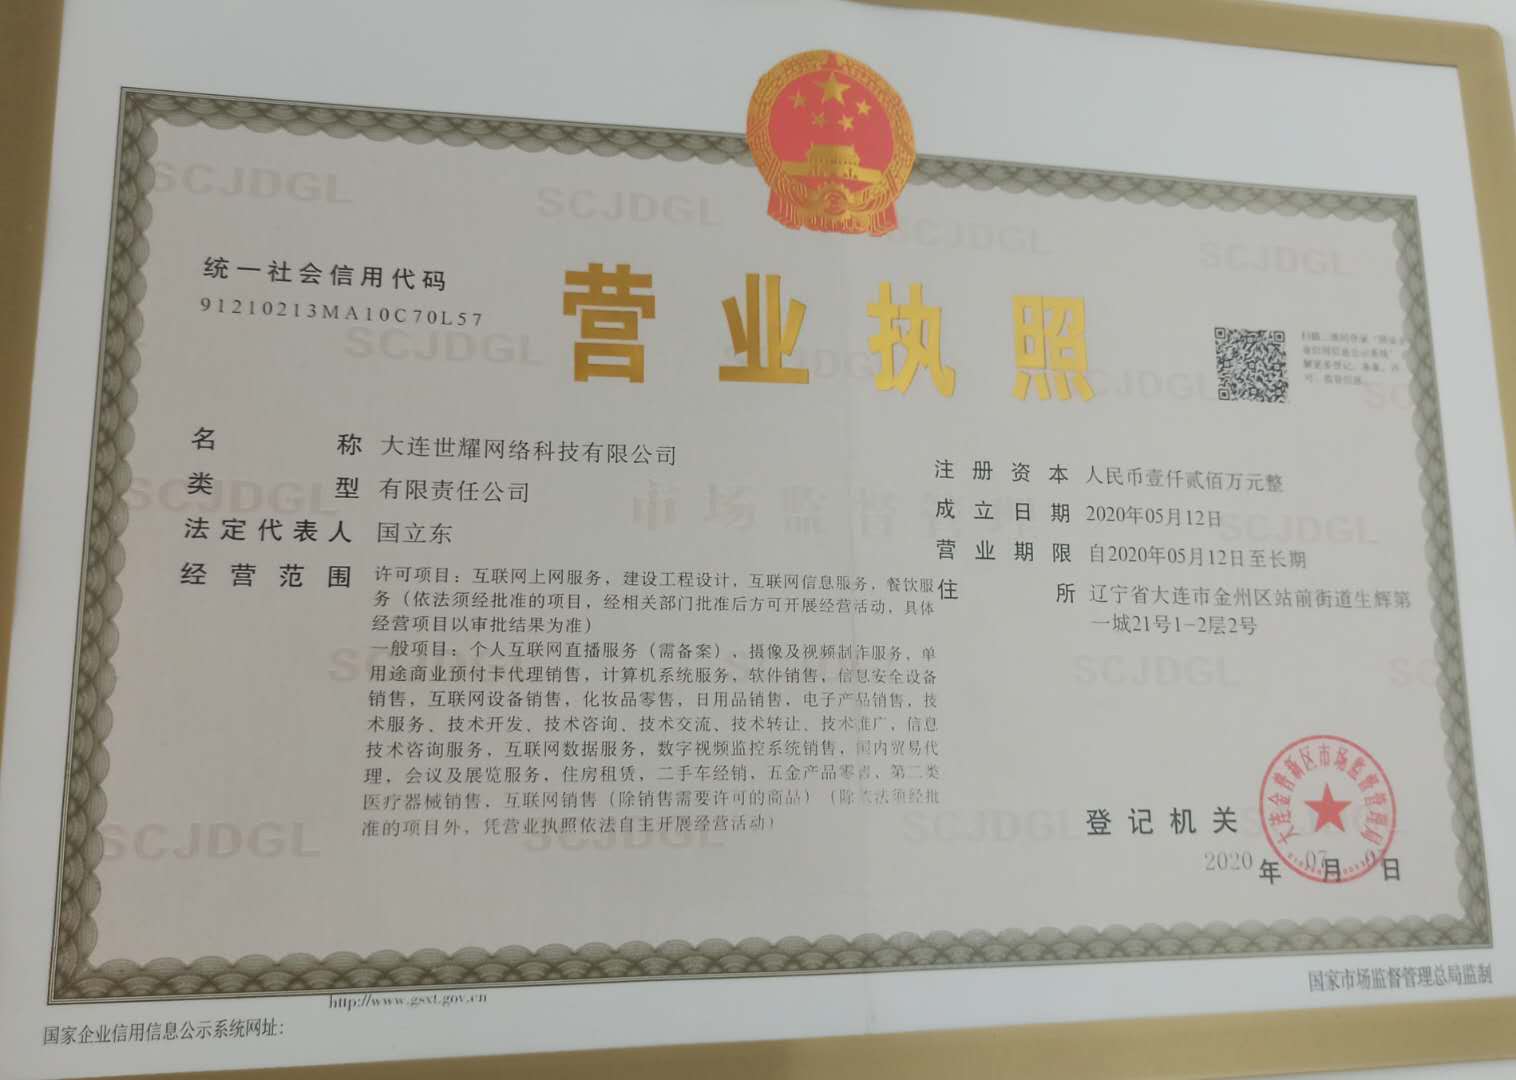 统一社会信用代码
91210213MA10C70L57
营业执照
名称 大连世耀网络科技有限公司
类型 有限责任公司
法定代表人 国立东
经营范围 许可项目：互联网上网服务，建设工程设计，互联网信息服务，餐饮服
务（依法须经批准的项目，经相关部门批准后方可开展经营活动，具体
经营项目以审批结果为准）
一般项目：个人互联网直播服务（需备案），摄像及视频制作服务，单
用途商业预付卡代理销售，计算机系统服务，软件销售，信息安全设备
销售，互联网设备销售，化妆品零售，日用品销售，电子产品销售，技
术服务、技术开发、技术咨询、技术交流、技术转让、技术推广，信息
技术咨询服务，互联网数据服务，数字视频监控系统销售，国内贸易代
理，会议及展览服务，住房租赁，二手车经销，五金产品零售，第二类
医疗器械销售，互联网销售（除销售需要许可的商品）（除依法须经批
准的项目外，凭营业执照依法自主开展经营活动）
注册资本 人民币壹仟贰佰万元整
成立日期 2020年05月12日
营业期限 自2020年05月12日至长期
住所 辽宁省大连市金州区站前街道生辉第
一城21号1-2层2号
登记机关
大连金普新区市场监督管理局
2020年07月 日
http://www.gsxt.gov.cn
国家企业信用信息公示系统网址：
国家市场监督管理总局监制
SCJDGL
市场监督管理